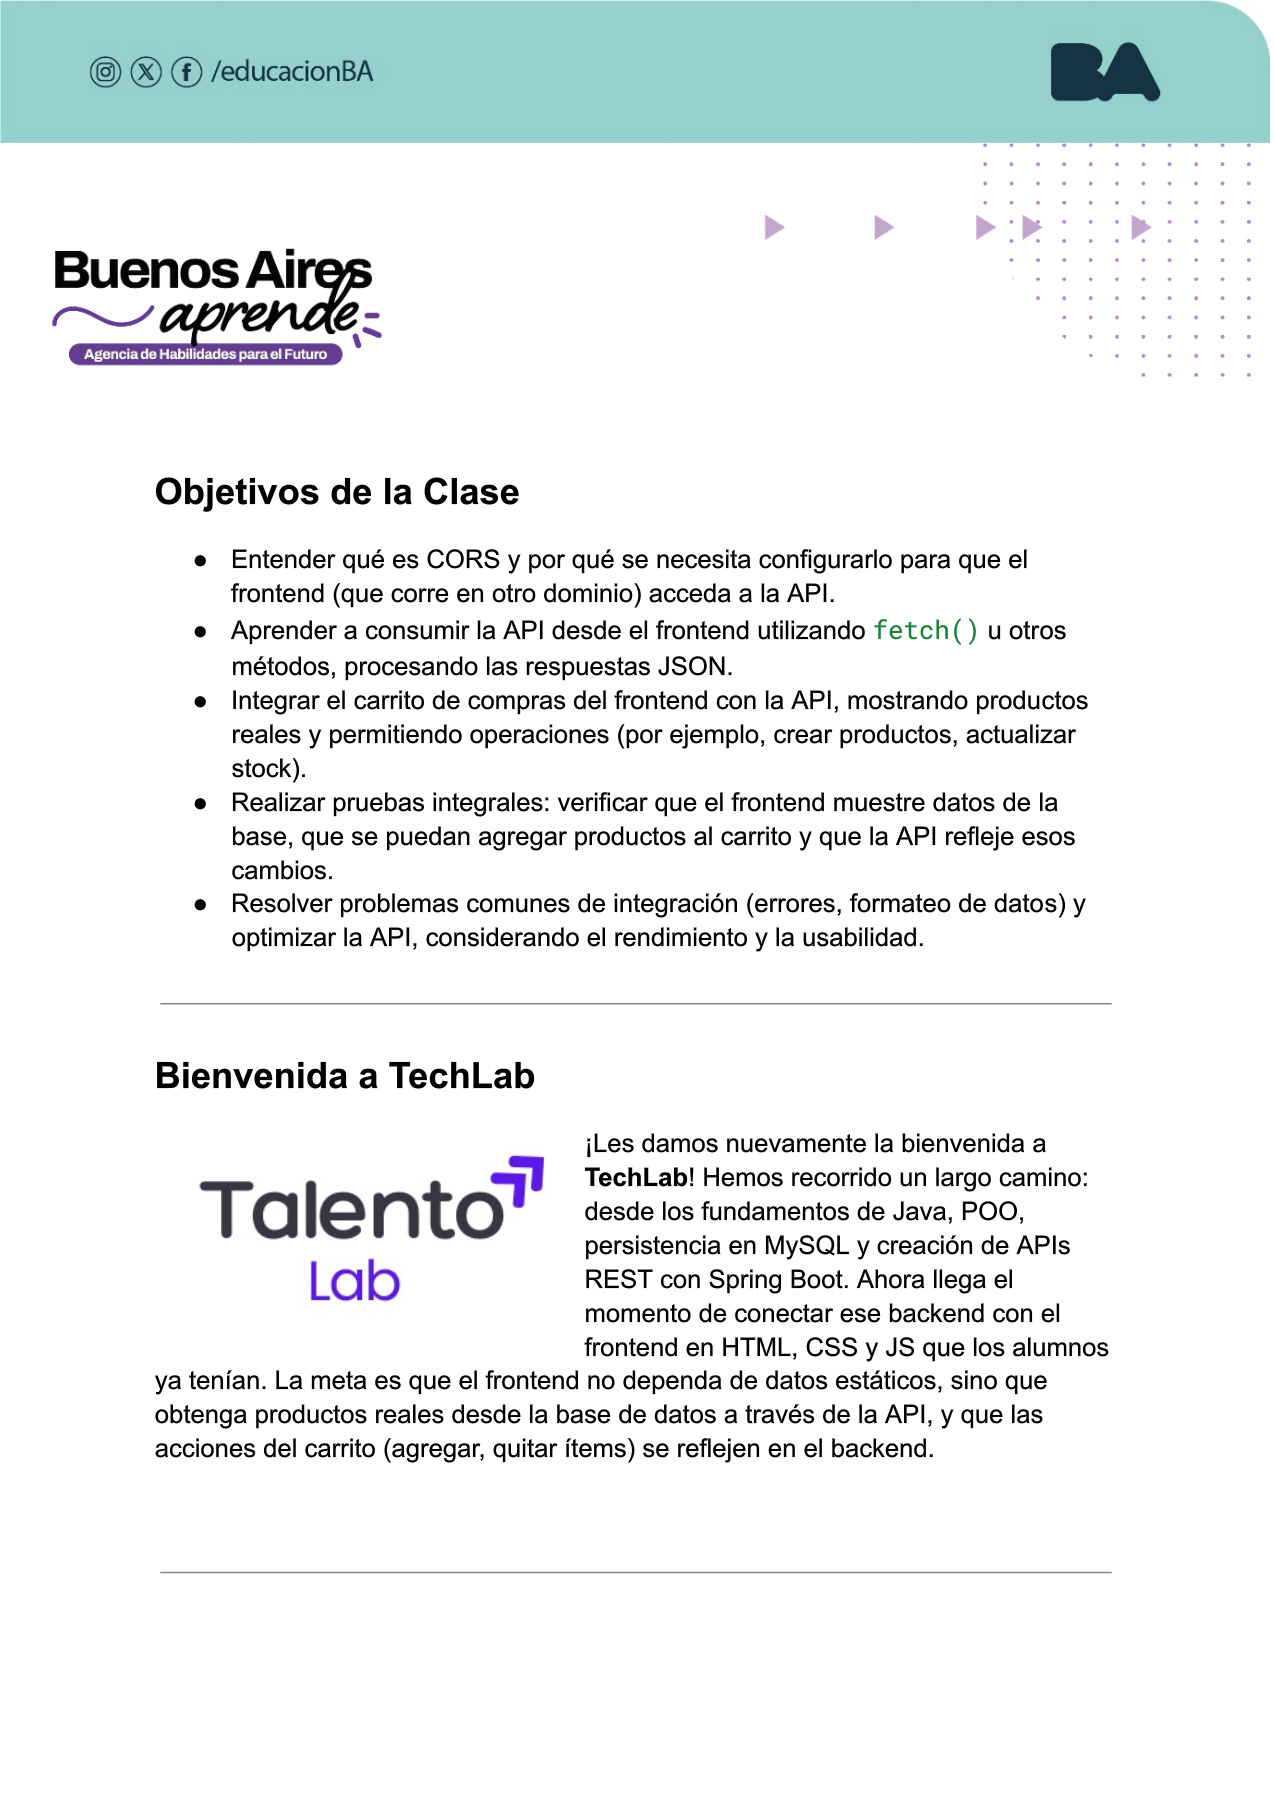 /educacionBA
BA
Buenos Aires
aprende
Agencia de Habilidades para el Futuro
Objetivos de la Clase
● Entender qué es CORS y por qué se necesita configurarlo para que el
frontend (que corre en otro dominio) acceda a la API.
● Aprender a consumir la API desde el frontend utilizando fetch() u otros
métodos, procesando las respuestas JSON.
● Integrar el carrito de compras del frontend con la API, mostrando productos
reales y permitiendo operaciones (por ejemplo, crear productos, actualizar
stock).
● Realizar pruebas integrales: verificar que el frontend muestre datos de la
base, que se puedan agregar productos al carrito y que la API refleje esos
cambios.
● Resolver problemas comunes de integración (errores, formateo de datos) y
optimizar la API, considerando el rendimiento y la usabilidad.
Bienvenida a TechLab
Talento
Lab
¡Les damos nuevamente la bienvenida a
TechLab! Hemos recorrido un largo camino:
desde los fundamentos de Java, POO,
persistencia en MySQL y creación de APIs
REST con Spring Boot. Ahora llega el
momento de conectar ese backend con el
frontend en HTML, CSS y JS que los alumnos
ya tenían. La meta es que el frontend no dependa de datos estáticos, sino que
obtenga productos reales desde la base de datos a través de la API, y que las
acciones del carrito (agregar, quitar ítems) se reflejen en el backend.